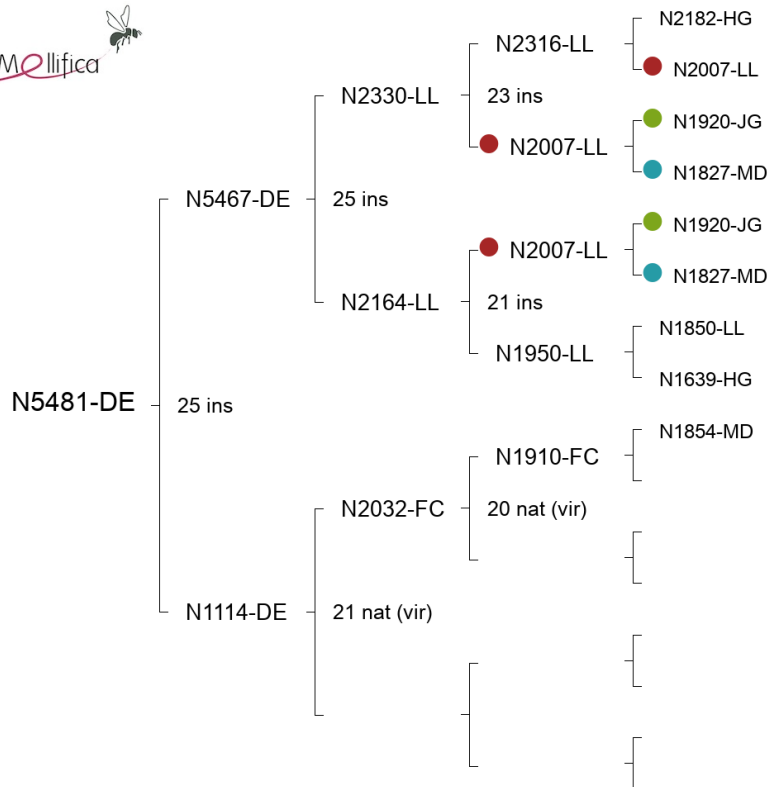 Mellifica
N2182-HG
N2316-LL
N2007-LL
N2330-LL
23 ins
N1920-JG
N2007-LL
N1827-MD
N5467-DE
25 ins
N1920-JG
N2007-LL
N1827-MD
N2164-LL
21 ins
N1850-LL
N1950-LL
N1639-HG
N5481-DE
25 ins
N1854-MD
N1910-FC
N2032-FC
20 nat (vir)
N1114-DE
21 nat (vir)